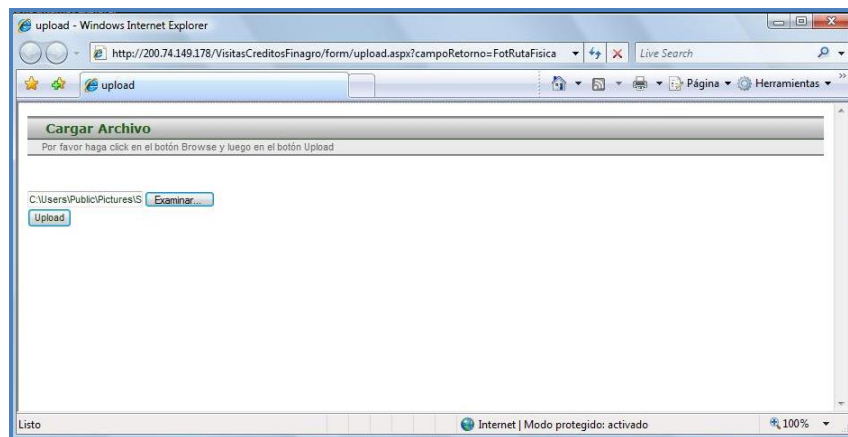 upload - Windows Internet Explorer
http://200.74.149.178/VisitasCreditosFinagro/form/upload.aspx?campoRetorno=FotRutaFisica
Live Search
upload
Página
Herramientas
Cargar Archivo
Por favor haga click en el botón Browse y luego en el botón Upload
C:\Users\Public\Pictures\S
Examinar...
Upload
Listo
Internet | Modo protegido: activado
100%